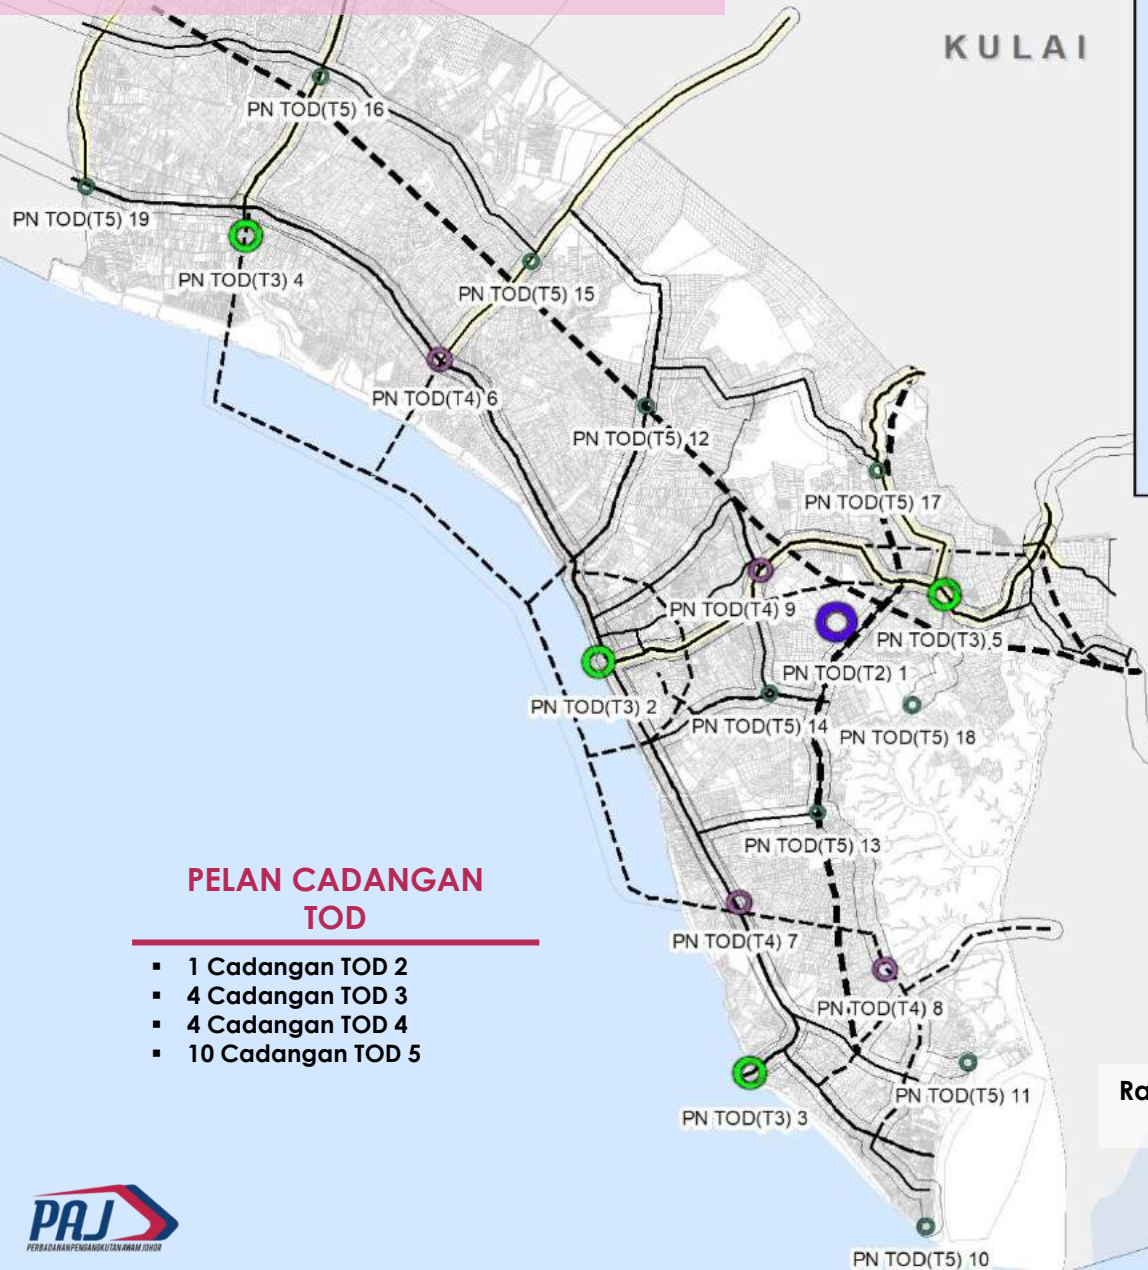 KULAI
PN TOD(T5) 16
PN TOD(T5) 19
PN TOD(T3) 4
PN TOD(T5) 15
PN TOD(T4) 6
PN TOD(T5) 12
PN TOD(T5) 17
PN TOD(T4) 9
PN TOD(T3) 5
PN TOD(T2) 1
PN TOD(T3) 2
PN TOD(T5) 14
PN TOD(T5) 18
PN TOD(T5) 13
PELAN CADANGAN
TOD
▪ 1 Cadangan TOD 2
▪ 4 Cadangan TOD 3
▪ 4 Cadangan TOD 4
▪ 10 Cadangan TOD 5
PN TOD(T4) 7
PN TOD(T4) 8
PN TOD(T5) 11
Ra
PN TOD(T3) 3
PAJ
PERBADANAN PENGANGKUTAN AWAM JOHOR
PN TOD(T5) 10